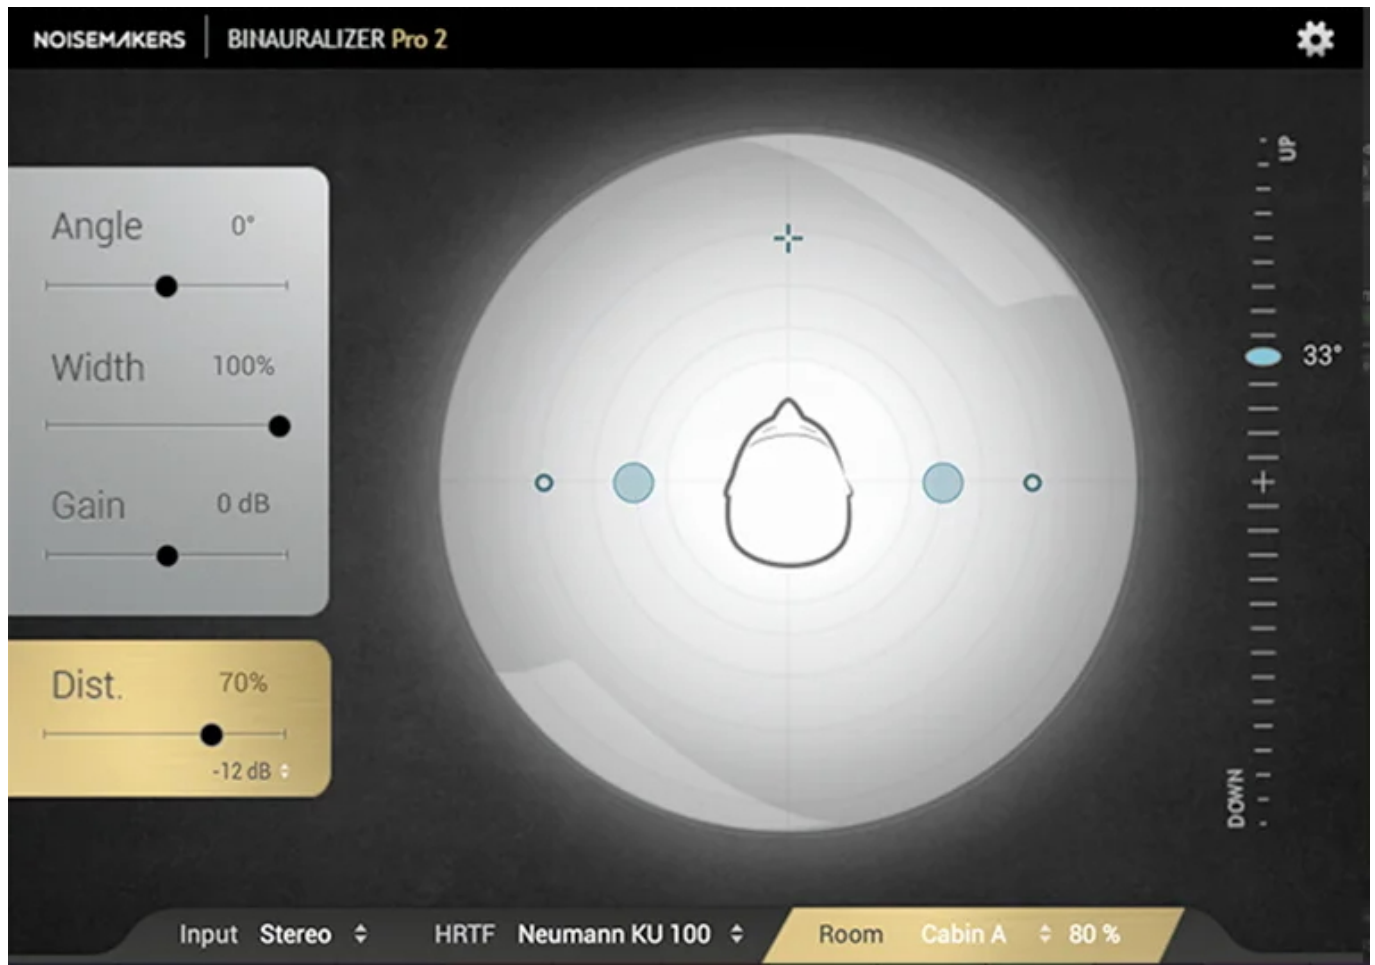 NOISEMAKERS BINAURALIZER Pro 2
UP
Angle 0°
33°
Width 100%
Gain 0 dB
Dist. 70%
-12 dB
DOWN
Input Stereo HRTF Neumann KU 100 Room Cabin A 80 %